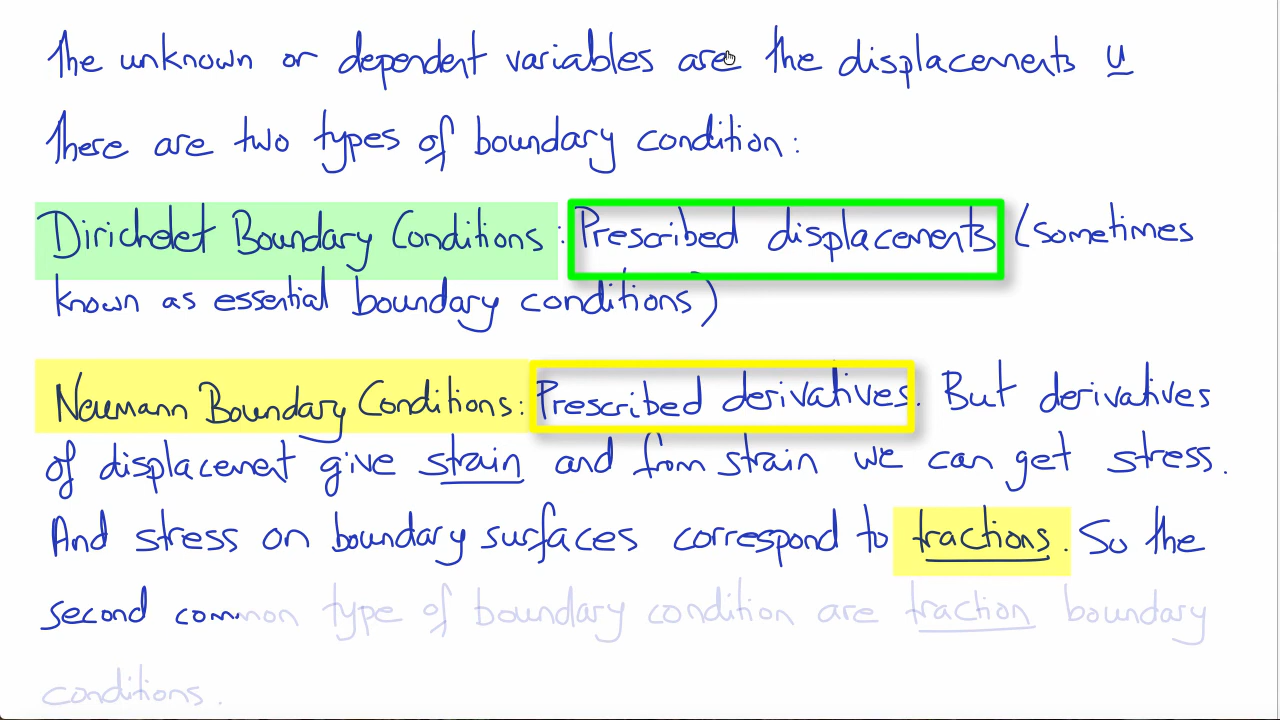 The unknown or dependent variables are the displacements u
There are two types of boundary condition:
Dirichelet Boundary Conditions: Prescribed displacements (sometimes
known as essential boundary conditions)
Neumann Boundary Conditions: Prescribed derivatives. But derivatives
of displacement give strain and from strain we can get stress.
And stress on boundary surfaces correspond to tractions. So the
second common type of boundary condition are traction boundary
conditions.